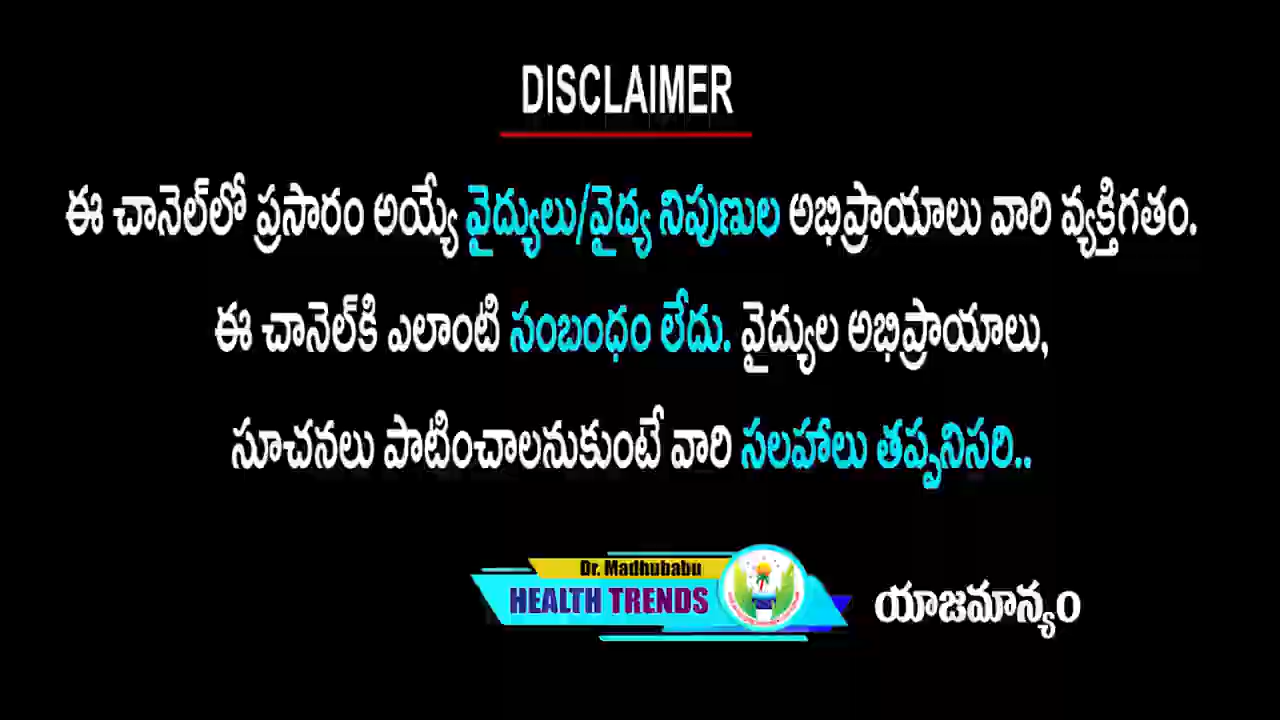 DISCLAIMER
ఈ చానెల్‌లో ప్రసారం అయ్యే వైద్యులు/వైద్య నిపుణుల అభిప్రాయాలు వారి వ్యక్తిగతం.
ఈ చానెల్‌కి ఎలాంటి సంబంధం లేదు. వైద్యుల అభిప్రాయాలు,
సూచనలు పాటించాలనుకుంటే వారి సలహాలు తప్పనిసరి..
Dr. Madhubabu
HEALTH TRENDS
యాజమాన్యం